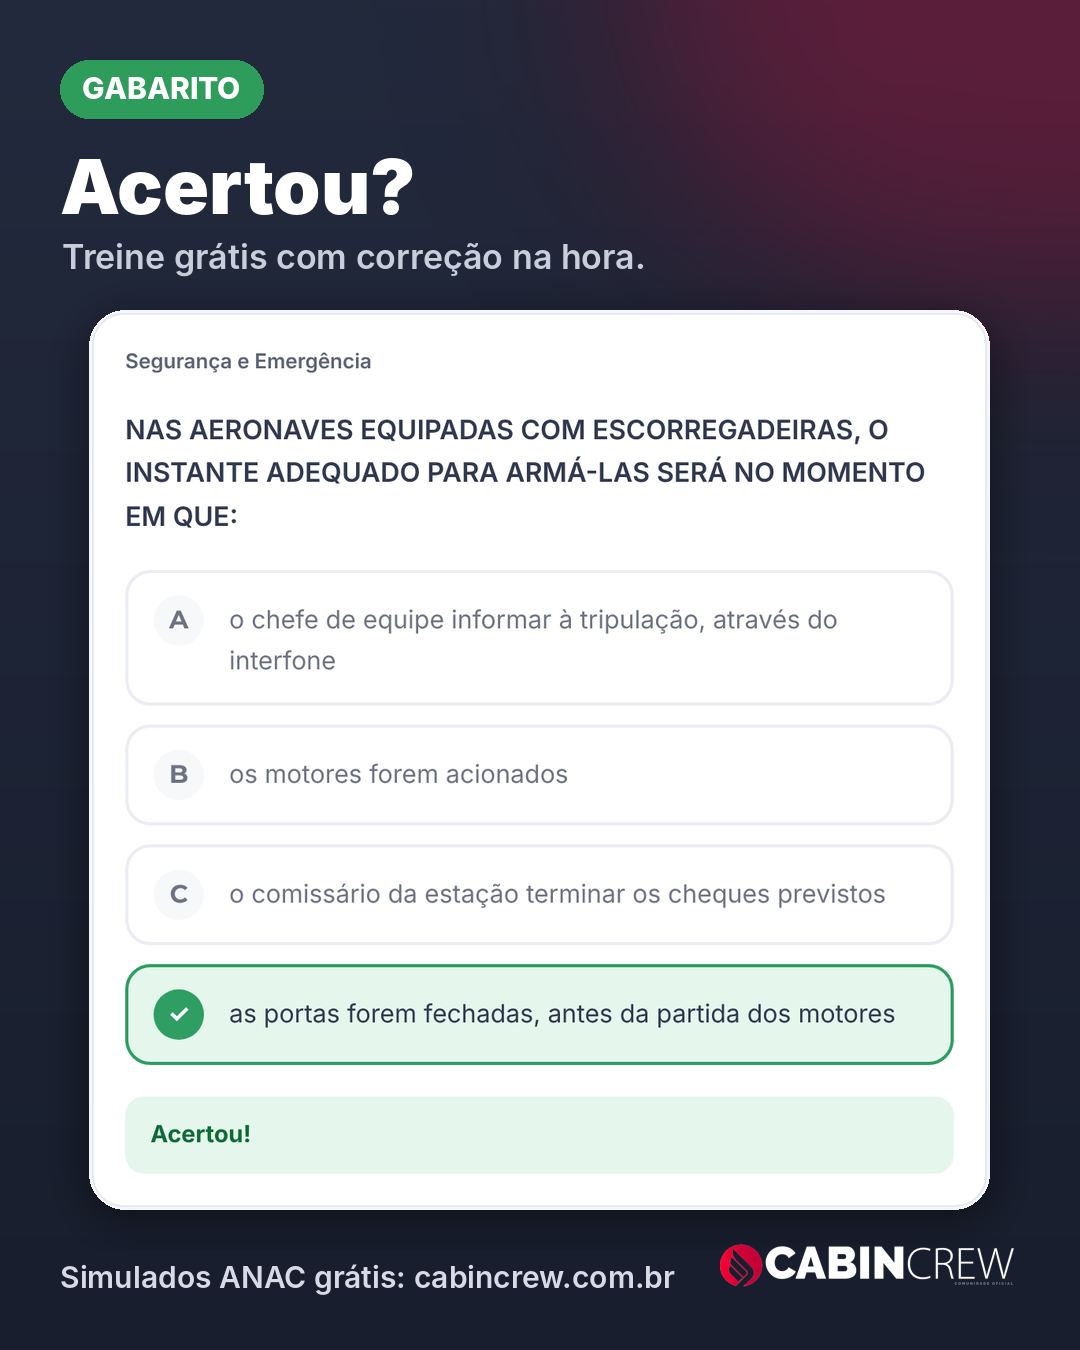 GABARITO
Acertou?
Treine grátis com correção na hora.
Segurança e Emergência
NAS AERONAVES EQUIPADAS COM ESCORREGADEIRAS, O
INSTANTE ADEQUADO PARA ARMÁ-LAS SERÁ NO MOMENTO
EM QUE:
A o chefe de equipe informar à tripulação, através do
interfone
B os motores forem acionados
C o comissário da estação terminar os cheques previstos
as portas forem fechadas, antes da partida dos motores
Acertou!
Simulados ANAC grátis: cabincrew.com.br
CABINCREW
COMUNIDADE OFICIAL